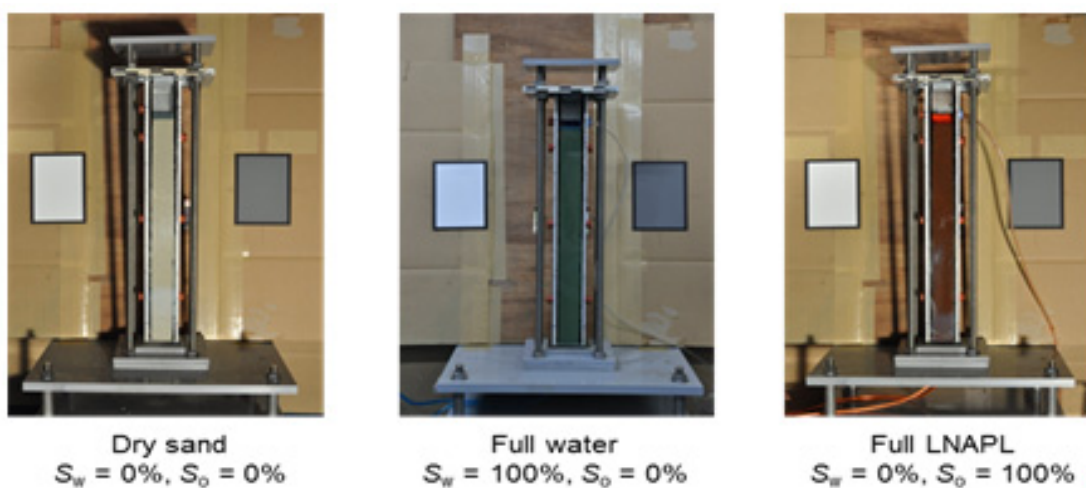 Dry sand
Sw = 0%, So = 0%
Full water
Sw = 100%, So = 0%
Full LNAPL
Sw = 0%, So = 100%